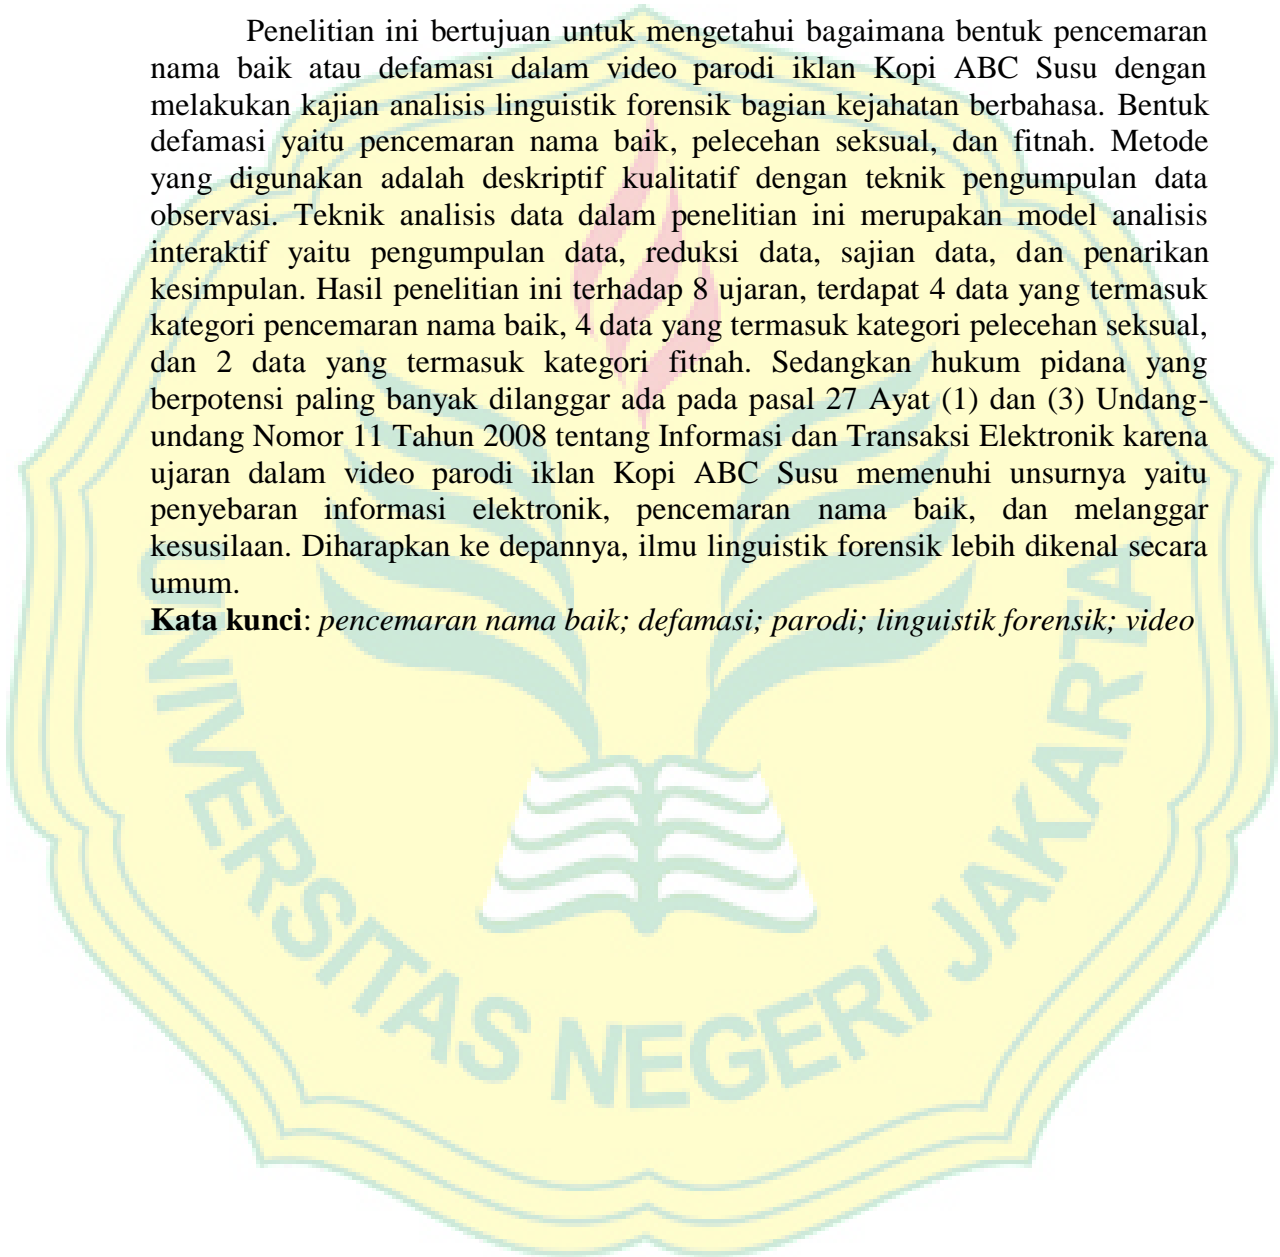 Penelitian ini bertujuan untuk mengetahui bagaimana bentuk pencemaran
nama baik atau defamasi dalam video parodi iklan Kopi ABC Susu dengan
melakukan kajian analisis linguistik forensik bagian kejahatan berbahasa. Bentuk
defamasi yaitu pencemaran nama baik, pelecehan seksual, dan fitnah. Metode
yang digunakan adalah deskriptif kualitatif dengan teknik pengumpulan data
observasi. Teknik analisis data dalam penelitian ini merupakan model analisis
interaktif yaitu pengumpulan data, reduksi data, sajian data, dan penarikan
kesimpulan. Hasil penelitian ini terhadap 8 ujaran, terdapat 4 data yang termasuk
kategori pencemaran nama baik, 4 data yang termasuk kategori pelecehan seksual,
dan 2 data yang termasuk kategori fitnah. Sedangkan hukum pidana yang
berpotensi paling banyak dilanggar ada pada pasal 27 Ayat (1) dan (3) Undang-
undang Nomor 11 Tahun 2008 tentang Informasi dan Transaksi Elektronik karena
ujaran dalam video parodi iklan Kopi ABC Susu memenuhi unsurnya yaitu
penyebaran informasi elektronik, pencemaran nama baik, dan melanggar
kesusilaan. Diharapkan ke depannya, ilmu linguistik forensik lebih dikenal secara
umum.
Kata kunci: pencemaran nama baik; defamasi; parodi; linguistik forensik; video
UNIVERSITAS NEGERI JAKARTA